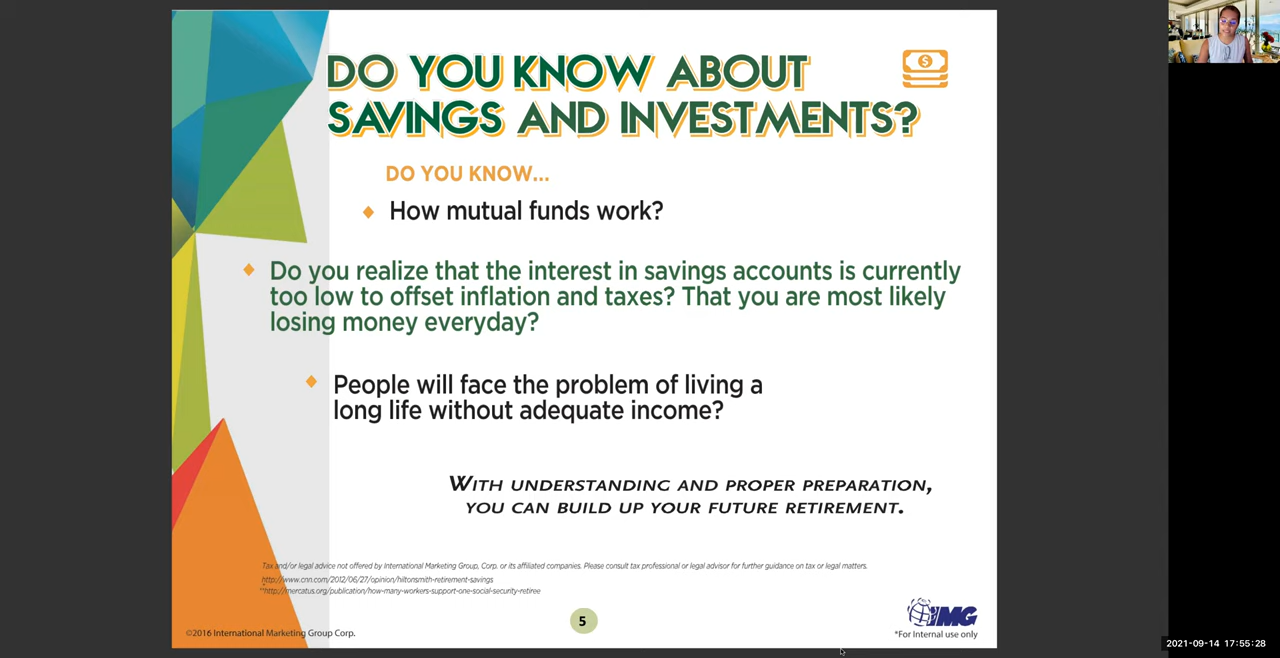 DO YOU KNOW ABOUT
SAVINGS AND INVESTMENTS?
DO YOU KNOW...
How mutual funds work?
Do you realize that the interest in savings accounts is currently
too low to offset inflation and taxes? That you are most likely
losing money everyday?
People will face the problem of living a
long life without adequate income?
WITH UNDERSTANDING AND PROPER PREPARATION,
YOU CAN BUILD UP YOUR FUTURE RETIREMENT.
Tax and/or legal advice not offered by International Marketing Group, Corp. or its affiliated companies. Please consult tax professional or legal advisor for further guidance on tax or legal matters.
http://www.cnn.com/2012/06/27/opinion/hiltonsmith-retirement-savings
**http://mercatus.org/publication/how-many-workers-support-one-social-security-retiree
5
IMG
©2016 International Marketing Group Corp.
*For Internal use only
2021-09-14 17:55:28